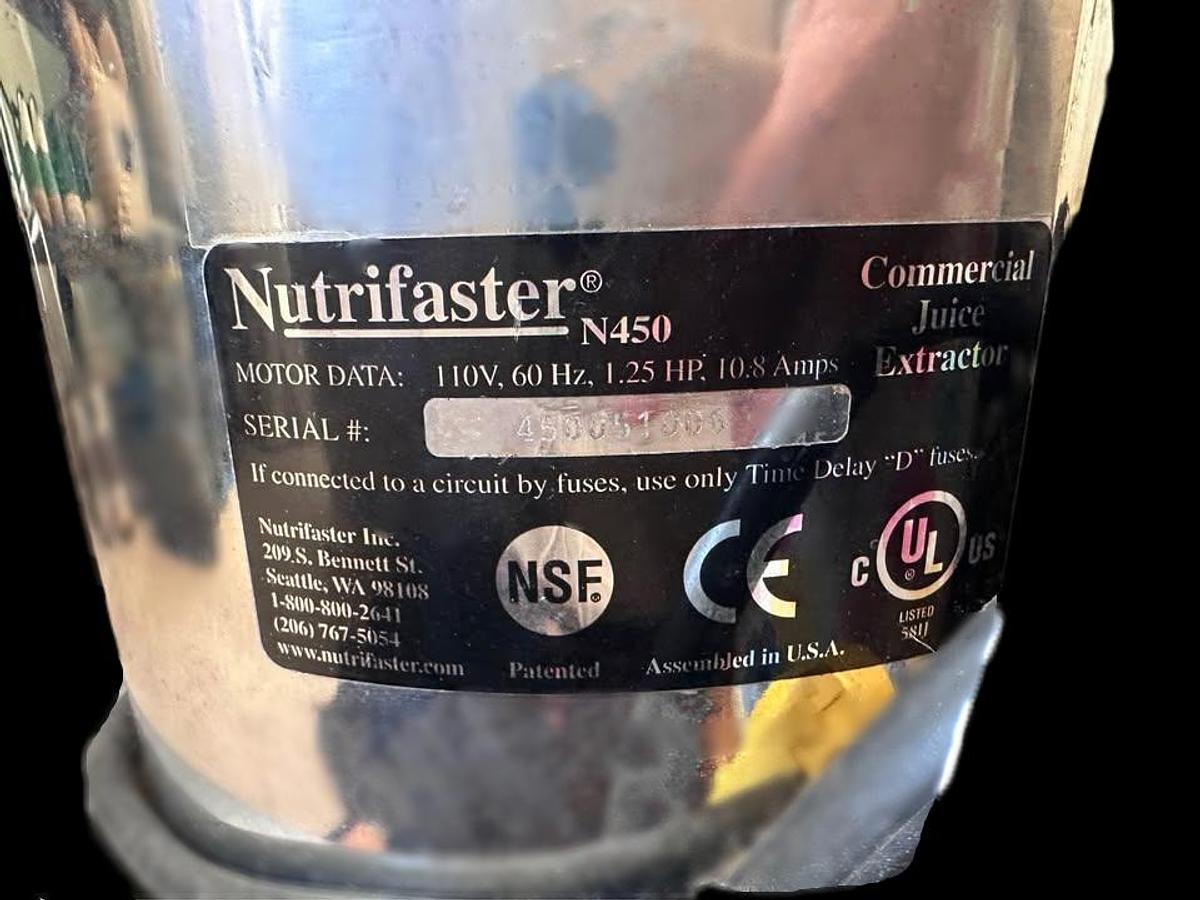 Nutrifaster®
N450
Commercial
Juice
Extractor
MOTOR DATA: 110V, 60 Hz, 1.25 HP, 10.8 Amps
SERIAL #:
If connected to a circuit by fuses, use only Time Delay “D” fuses.
Nutrifaster Inc.
209.S. Bennett St.
Seattle, WA 98108
1-800-800-2641
(206) 767-5054
www.nutrifaster.com
NSF®
Patented
CE
Assembled in U.S.A.
C UL® US
LISTED